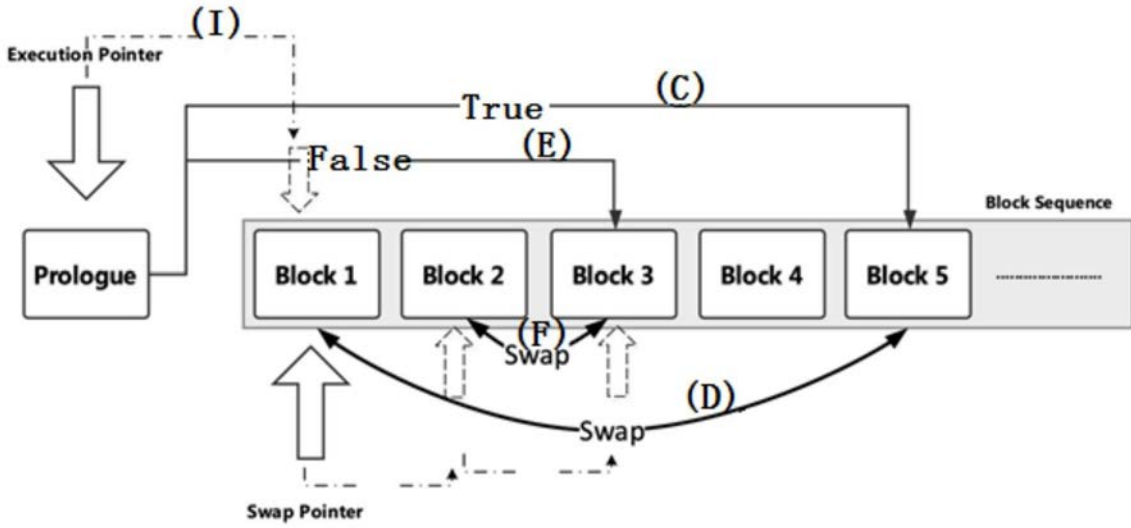 (I)
Execution Pointer
(C)
True
(E)
False
Block Sequence
Prologue
Block 1
Block 2
Block 3
Block 4
Block 5
(F)
Swap
(D)
Swap
Swap Pointer